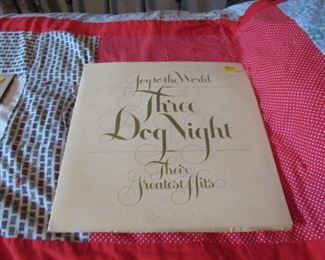 Joy to the World
Three
Dog Night
Their
Greatest Hits